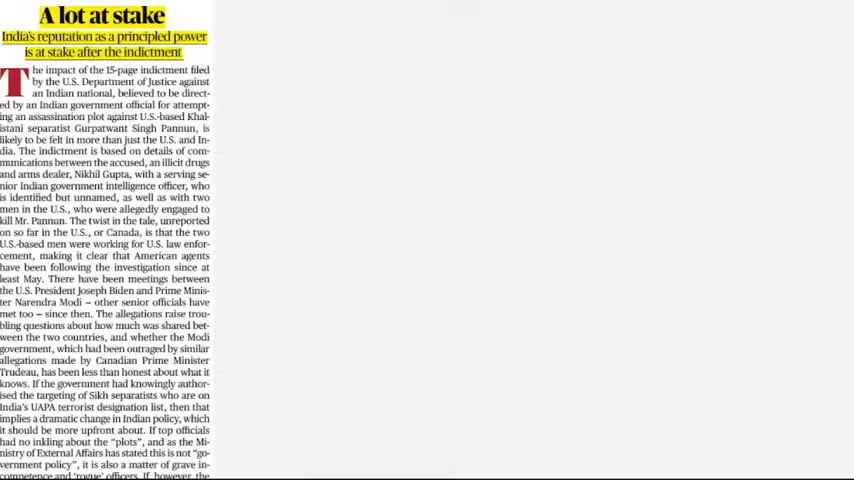 A lot at stake
India's reputation as a principled power
is at stake after the indictment
The impact of the 15-page indictment filed
by the U.S. Department of Justice against
an Indian national, believed to be direct-
ed by an Indian government official for attempt-
ing an assassination plot against U.S.-based Khal-
istani separatist Gurpatwant Singh Pannun, is
likely to be felt in more than just the U.S. and In-
dia. The indictment is based on details of com-
munications between the accused, an illicit drugs
and arms dealer, Nikhil Gupta, with a serving se-
nior Indian government intelligence officer, who
is identified but unnamed, as well as with two
men in the U.S., who were allegedly engaged to
kill Mr. Pannun. The twist in the tale, unreported
on so far in the U.S., or Canada, is that the two
U.S.-based men were working for U.S. law enfor-
cement, making it clear that American agents
have been following the investigation since at
least May. There have been meetings between
the U.S. President Joseph Biden and Prime Minis-
ter Narendra Modi – other senior officials have
met too – since then. The allegations raise trou-
bling questions about how much was shared bet-
ween the two countries, and whether the Modi
government, which had been outraged by similar
allegations made by Canadian Prime Minister
Trudeau, has been less than honest about what it
knows. If the government had knowingly author-
ised the targeting of Sikh separatists who are on
India's UAPA terrorist designation list, then that
implies a dramatic change in Indian policy, which
it should be more upfront about. If top officials
had no inkling about the "plots", and as the Mi-
nistry of External Affairs has stated this is not "go-
vernment policy", it is also a matter of grave in-
competence and 'rogue' officers. If, however, the